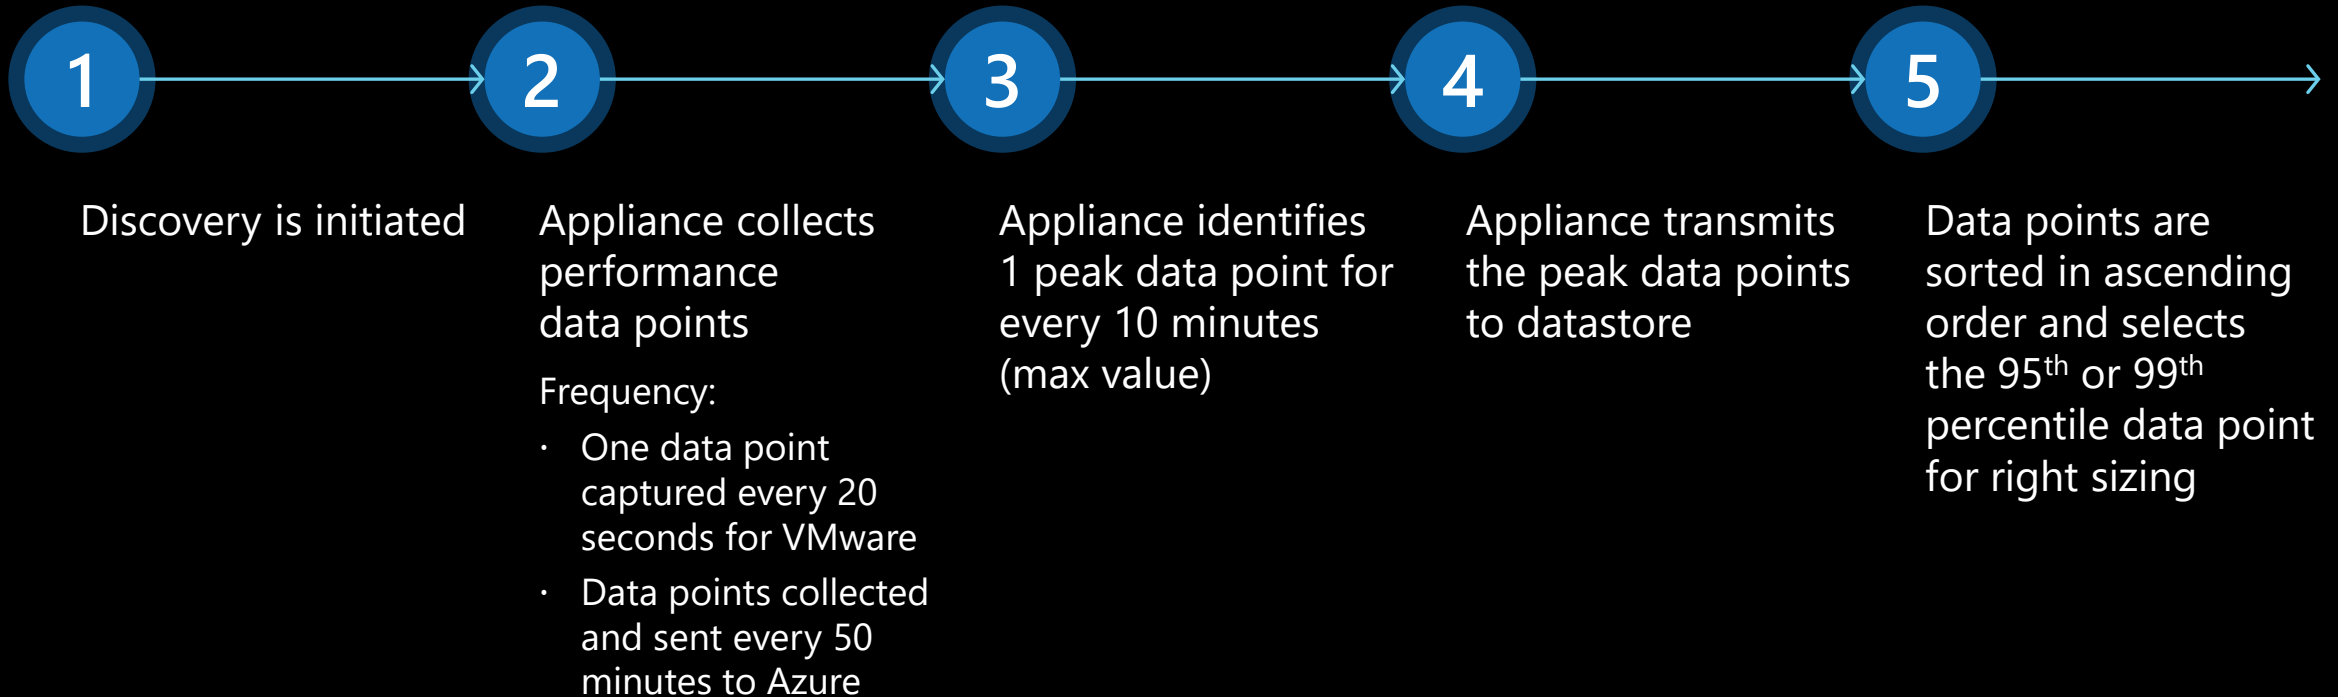 1
2
3
4
5
Discovery is initiated
Appliance collects
performance
data points
Frequency:
· One data point
captured every 20
seconds for VMware
· Data points collected
and sent every 50
minutes to Azure
Appliance identifies
1 peak data point for
every 10 minutes
(max value)
Appliance transmits
the peak data points
to datastore
Data points are
sorted in ascending
order and selects
the 95th or 99th
percentile data point
for right sizing